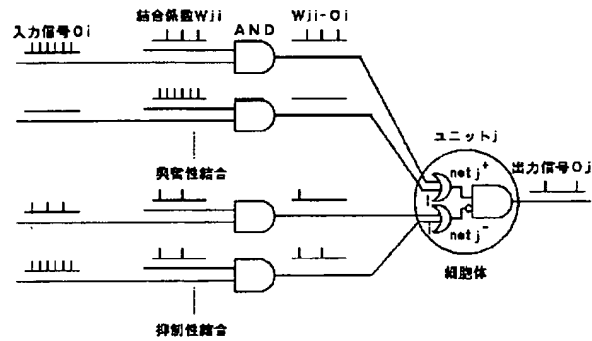 結合係数Wji
入力信号Oi
AND
Wji-Oi
興奮性結合
ユニットj
netj+
出力信号Oj
netj-
細胞体
抑制性結合